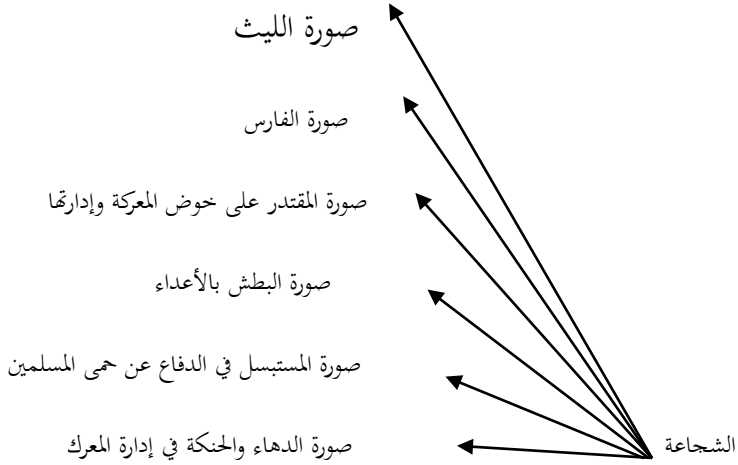 صورة الليث
صورة الفارس
صورة المقتدر على خوض المعركة وإدارتها
صورة البطش بالأعداء
صورة المستبسل في الدفاع عن حمى المسلمين
صورة الدهاء والحنكة في إدارة المعرك
الشجاعة